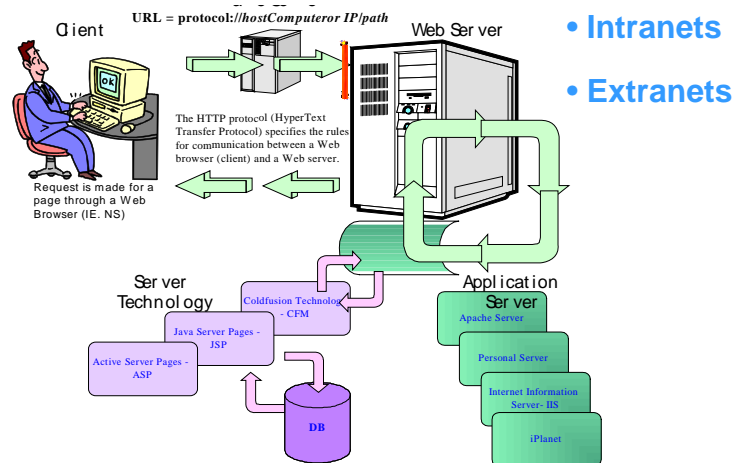 URL = protocol://hostComputeror IP/path
Client
Web Server
• Intranets
• Extranets
OK
The HTTP protocol (HyperText
Transfer Protocol) specifies the rules
for communication between a Web
browser (client) and a Web server.
Request is made for a
page through a Web
Browser (IE. NS)
Server
Technology
Coldfusion Technology
- CFM
Java Server Pages -
JSP
Active Server Pages -
ASP
DB
Application
Server
Apache Server
Personal Server
Internet Information
Server- IIS
iPlanet